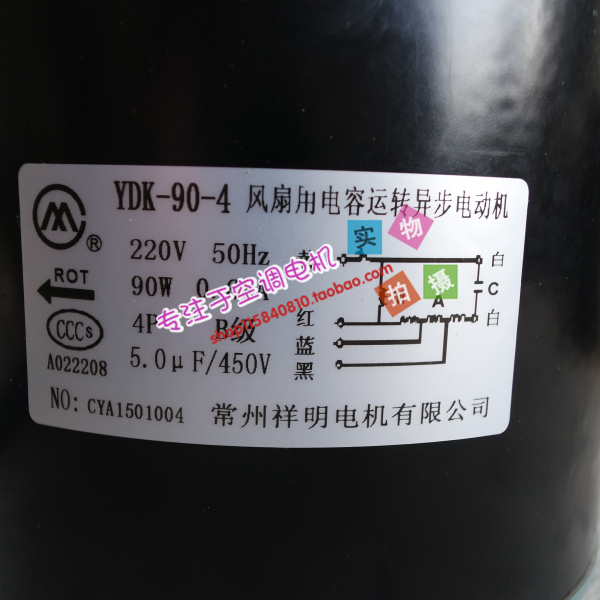 YDK-90-4 风扇用电容运转异步电动机
®
220V 50Hz
ROT
90W
4P B级
CCCs
A022208
5.0μF/450V
白
C
A
红
白
蓝
黑
NO: CYA1501004 常州祥明电机有限公司
实物
拍摄
专注于空调电机
shop35840810.taobao.com